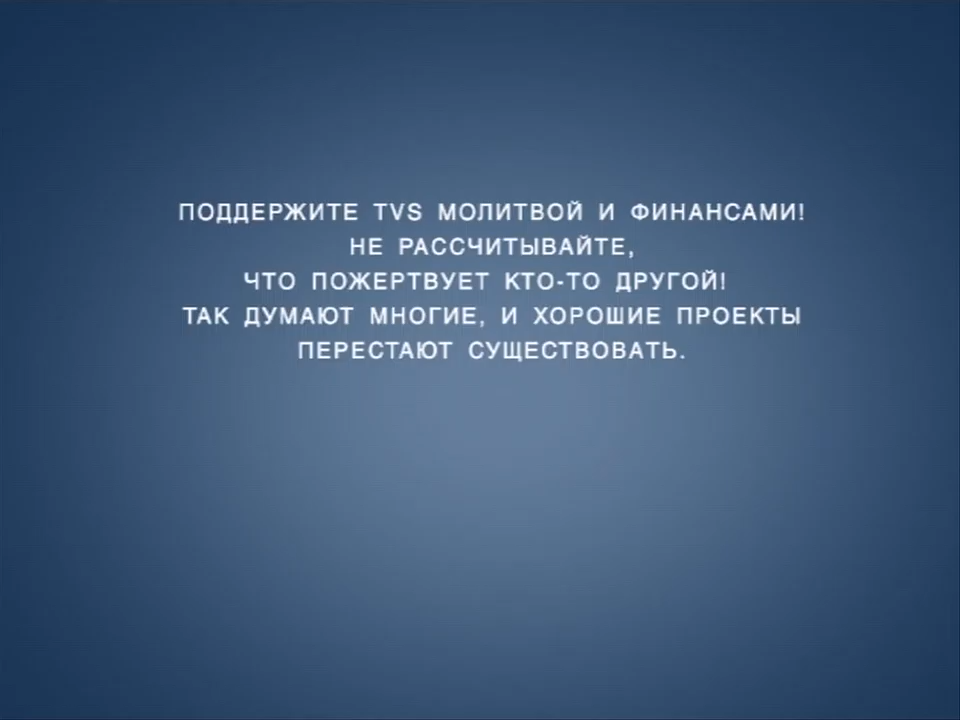 ПОДДЕРЖИТЕ TVS МОЛИТВОЙ И ФИНАНСАМИ!
НЕ РАССЧИТЫВАЙТЕ,
ЧТО ПОЖЕРТВУЕТ КТО-ТО ДРУГОЙ!
ТАК ДУМАЮТ МНОГИЕ, И ХОРОШИЕ ПРОЕКТЫ
ПЕРЕСТАЮТ СУЩЕСТВОВАТЬ.